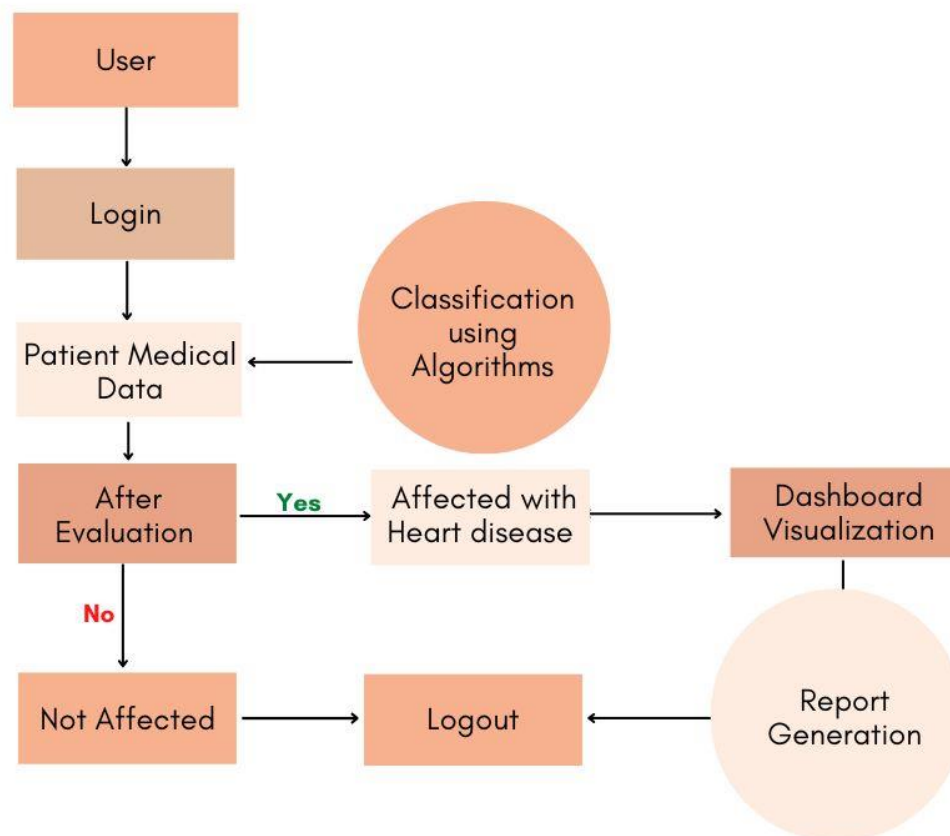 User
Login
Classification
using
Algorithms
Patient Medical
Data
After
Evaluation
Yes
Affected with
Heart disease
Dashboard
Visualization
No
Not Affected
Logout
Report
Generation